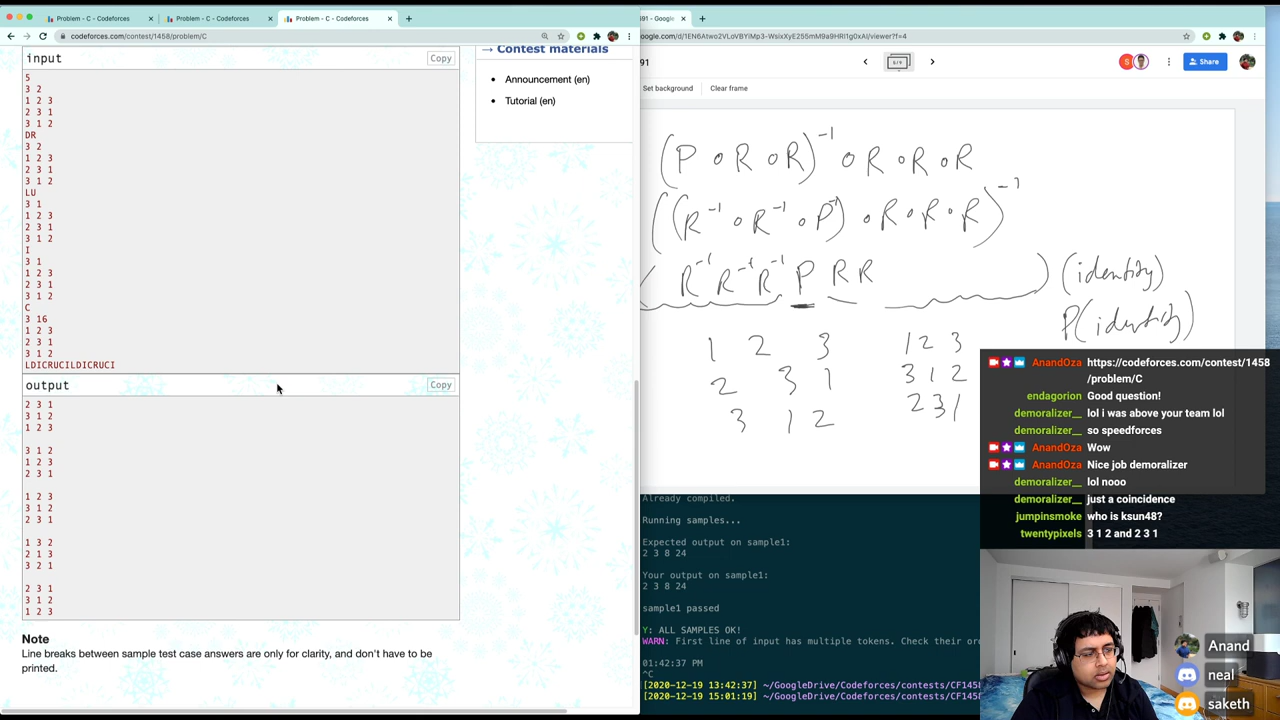 Problem - C - Codeforces
Problem - C - Codeforces
Problem - C - Codeforces
591 - Google
codeforces.com/contest/1458/problem/C
→ Contest materials
Announcement (en)
Tutorial (en)
input
Copy
5
3 2
1 2 3
2 3 1
3 1 2
DR
3 2
1 2 3
2 3 1
3 1 2
LU
3 1
1 2 3
2 3 1
3 1 2
I
3 1
1 2 3
2 3 1
3 1 2
C
3 16
1 2 3
2 3 1
3 1 2
LDICRUCILDICRUCI
output
Copy
2 3 1
3 1 2
1 2 3
3 1 2
1 2 3
2 3 1
1 2 3
3 1 2
2 3 1
1 3 2
2 1 3
3 2 1
2 3 1
3 1 2
1 2 3
Note
Line breaks between sample test case answers are only for clarity, and don't have to be
printed.
91
5/9
S
Share
Set background
Clear frame
(P ∘ R ∘ R)⁻¹ ∘ R ∘ R ∘ R
((R⁻¹ ∘ R⁻¹ ∘ P⁻¹) ∘ R ∘ R ∘ R)⁻¹
( R⁻¹ R⁻¹ R⁻¹ P R R ) (identity)
P(identity)
1 2 3
2 3 1
3 1 2
1 2 3
3 1 2
2 3 1
Already compiled.
Running samples...
Expected output on sample1:
2 3 8 24
Your output on sample1:
2 3 8 24
sample1 passed
Y: ALL SAMPLES OK!
WARN: First line of input has multiple tokens. Check their or
01:42:37 PM
^C
[2020-12-19 13:42:37] ~/GoogleDrive/Codeforces/contests/CF145
[2020-12-19 15:01:19] ~/GoogleDrive/Codeforces/contests/CF145
AnandOza https://codeforces.com/contest/1458
/problem/C
endagorion Good question!
demoralizer__ lol i was above your team lol
demoralizer__ so speedforces
AnandOza Wow
AnandOza Nice job demoralizer
demoralizer__ lol nooo
demoralizer__ just a coincidence
jumpinsmoke who is ksun48?
twentypixels 3 1 2 and 2 3 1
Anand
neal
saketh